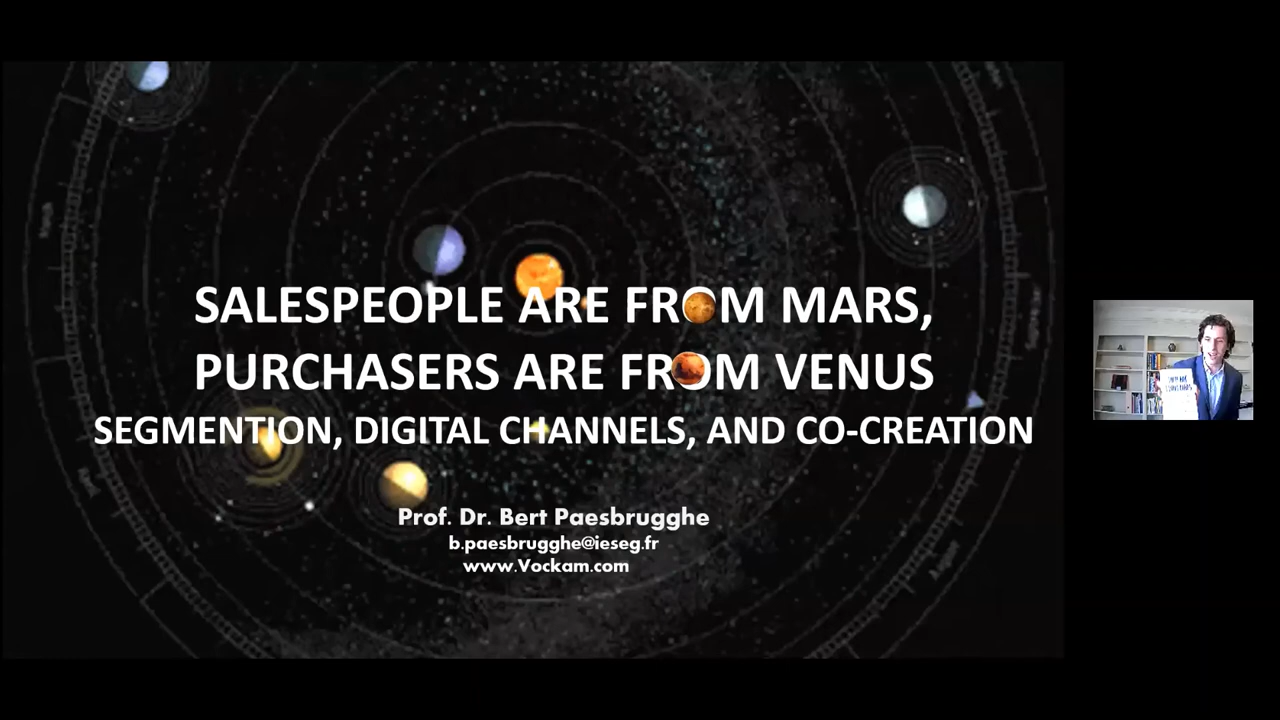 SALESPEOPLE ARE FROM MARS,
PURCHASERS ARE FROM VENUS
SEGMENTION, DIGITAL CHANNELS, AND CO-CREATION
Prof. Dr. Bert Paesbrugghe
b.paesbrugghe@ieseg.fr
www.Vockam.com